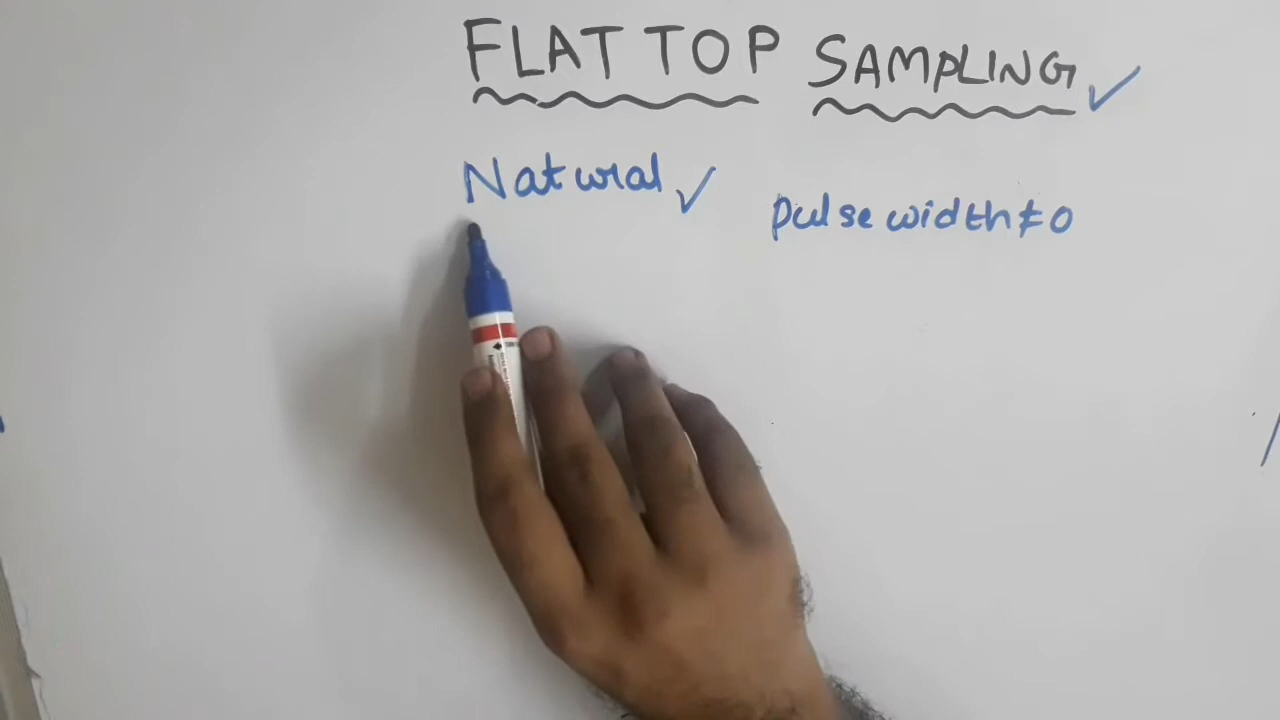 FLAT TOP SAMPLING ✓
Natural ✓
pulse width ≠ 0